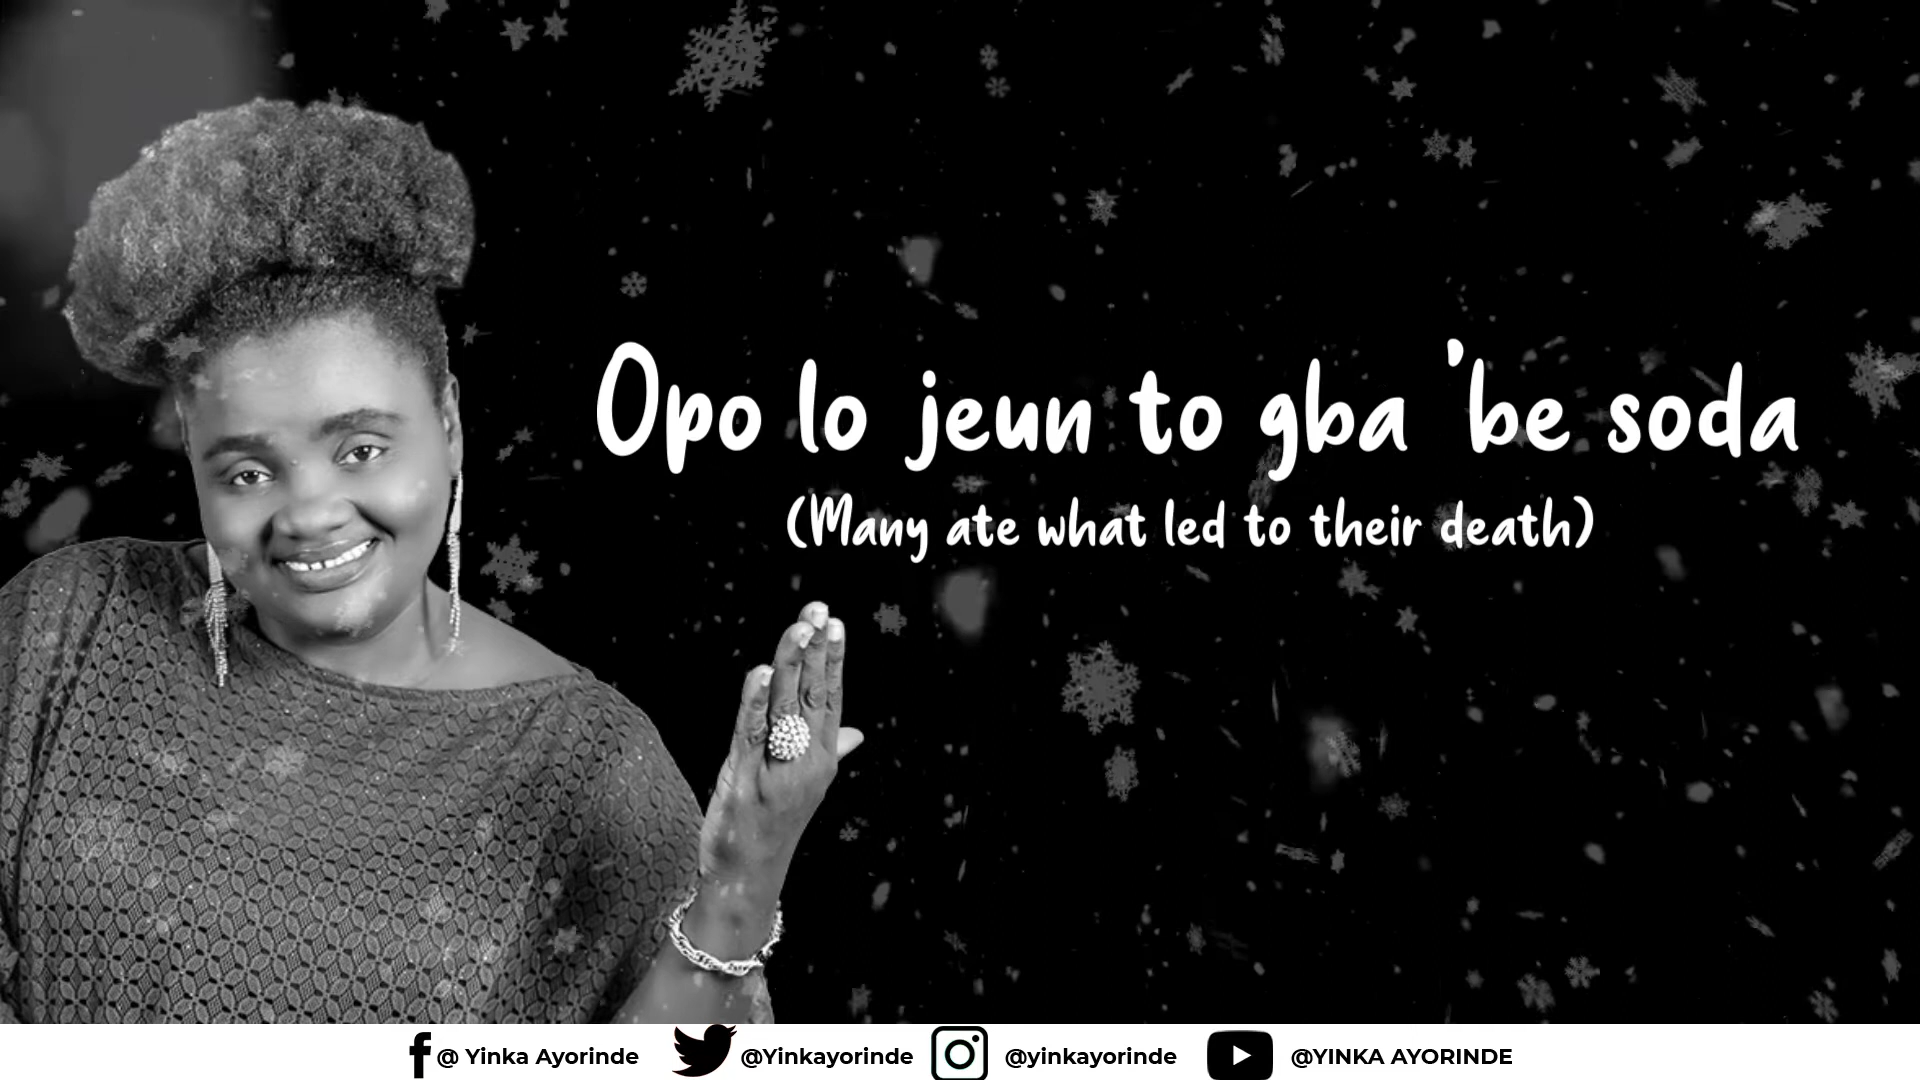 Opo lo jeun to gba 'be soda
(Many ate what led to their death)
@ Yinka Ayorinde @Yinkayorinde @yinkayorinde @YINKA AYORINDE